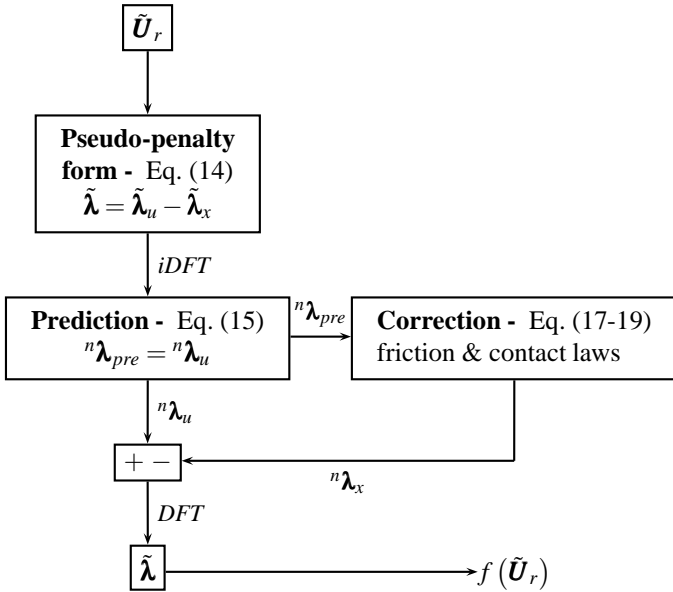 Ũ_r
Pseudo-penalty
form - Eq. (14)
λ̃ = λ̃_u − λ̃_x
iDFT
Prediction - Eq. (15)
ⁿλ_pre = ⁿλ_u
ⁿλ_pre
Correction - Eq. (17-19)
friction & contact laws
ⁿλ_u
+ −
ⁿλ_x
DFT
λ̃
f (Ũ_r)